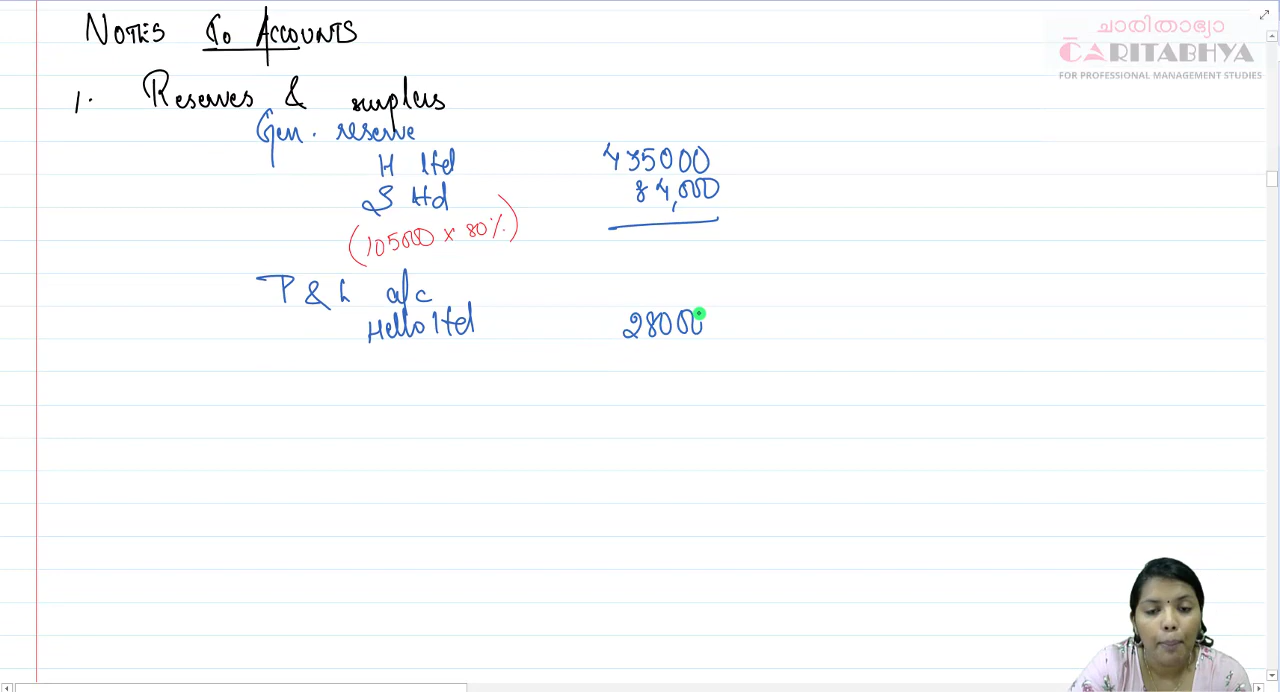 NOTES To ACCOUNTS
ചാരിതാഭ്യാ
CARITABHYA
FOR PROFESSIONAL MANAGEMENT STUDIES
1. Reserves & surplus
Gen. reserve
H ltd 435000
S ltd 84,000
(105000 x 80%)
P & L a/c
Hello ltd 28000